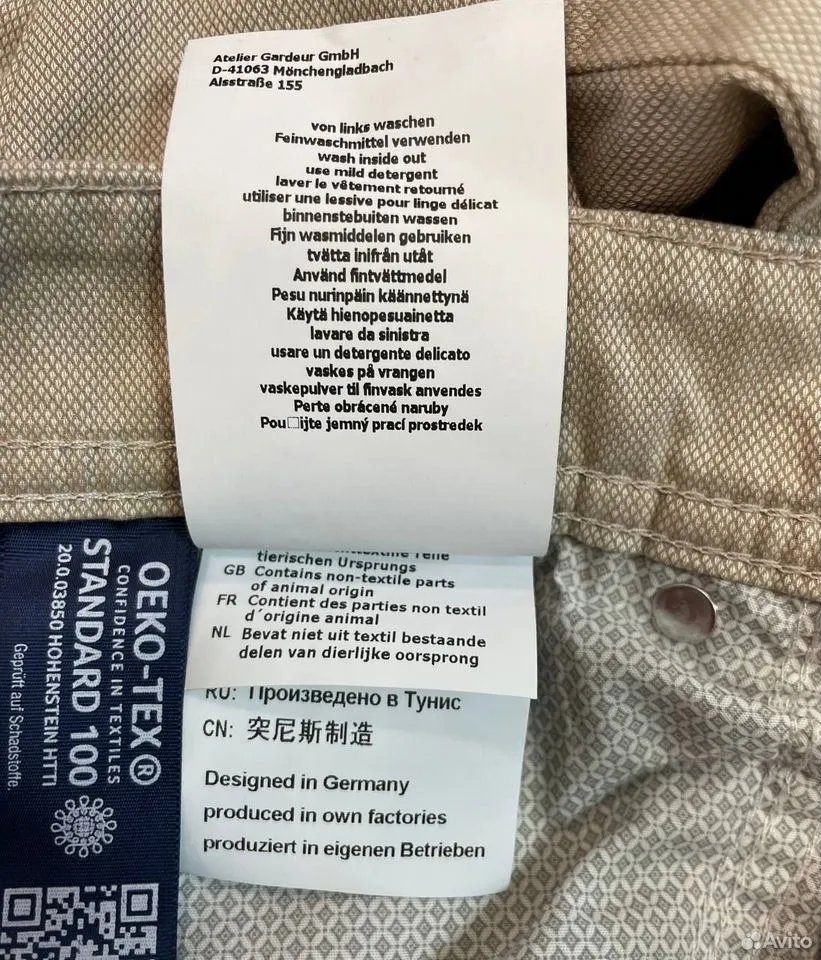 Atelier Gardeur GmbH
D-41063 Mönchengladbach
Alsstraße 155
von links waschen
Feinwaschmittel verwenden
wash inside out
use mild detergent
laver le vêtement retourné
utiliser une lessive pour linge délicat
binnenstebuiten wassen
Fijn wasmiddelen gebruiken
tvätta inifrån utåt
Använd fintvättmedel
Pesu nurinpäin käännettynä
Käytä hienopesuainetta
lavare da sinistra
usare un detergente delicato
vaskes på vrangen
vaskepulver til finvask anvendes
Perte obrácené naruby
Pou□ijte jemný prací prostredek
tierischen Ursprungs
GB Contains non-textile parts
of animal origin
FR Contient des parties non textil
d´origine animal
NL Bevat niet uit textil bestaande
delen van dierlijke oorsprong
RU: Произведено в Тунис
CN: 突尼斯制造
Designed in Germany
produced in own factories
produziert in eigenen Betrieben
OEKO-TEX®
CONFIDENCE IN TEXTILES
STANDARD 100
20.0.03850 HOHENSTEIN HTTI
Geprüft auf Schadstoffe.
Avito